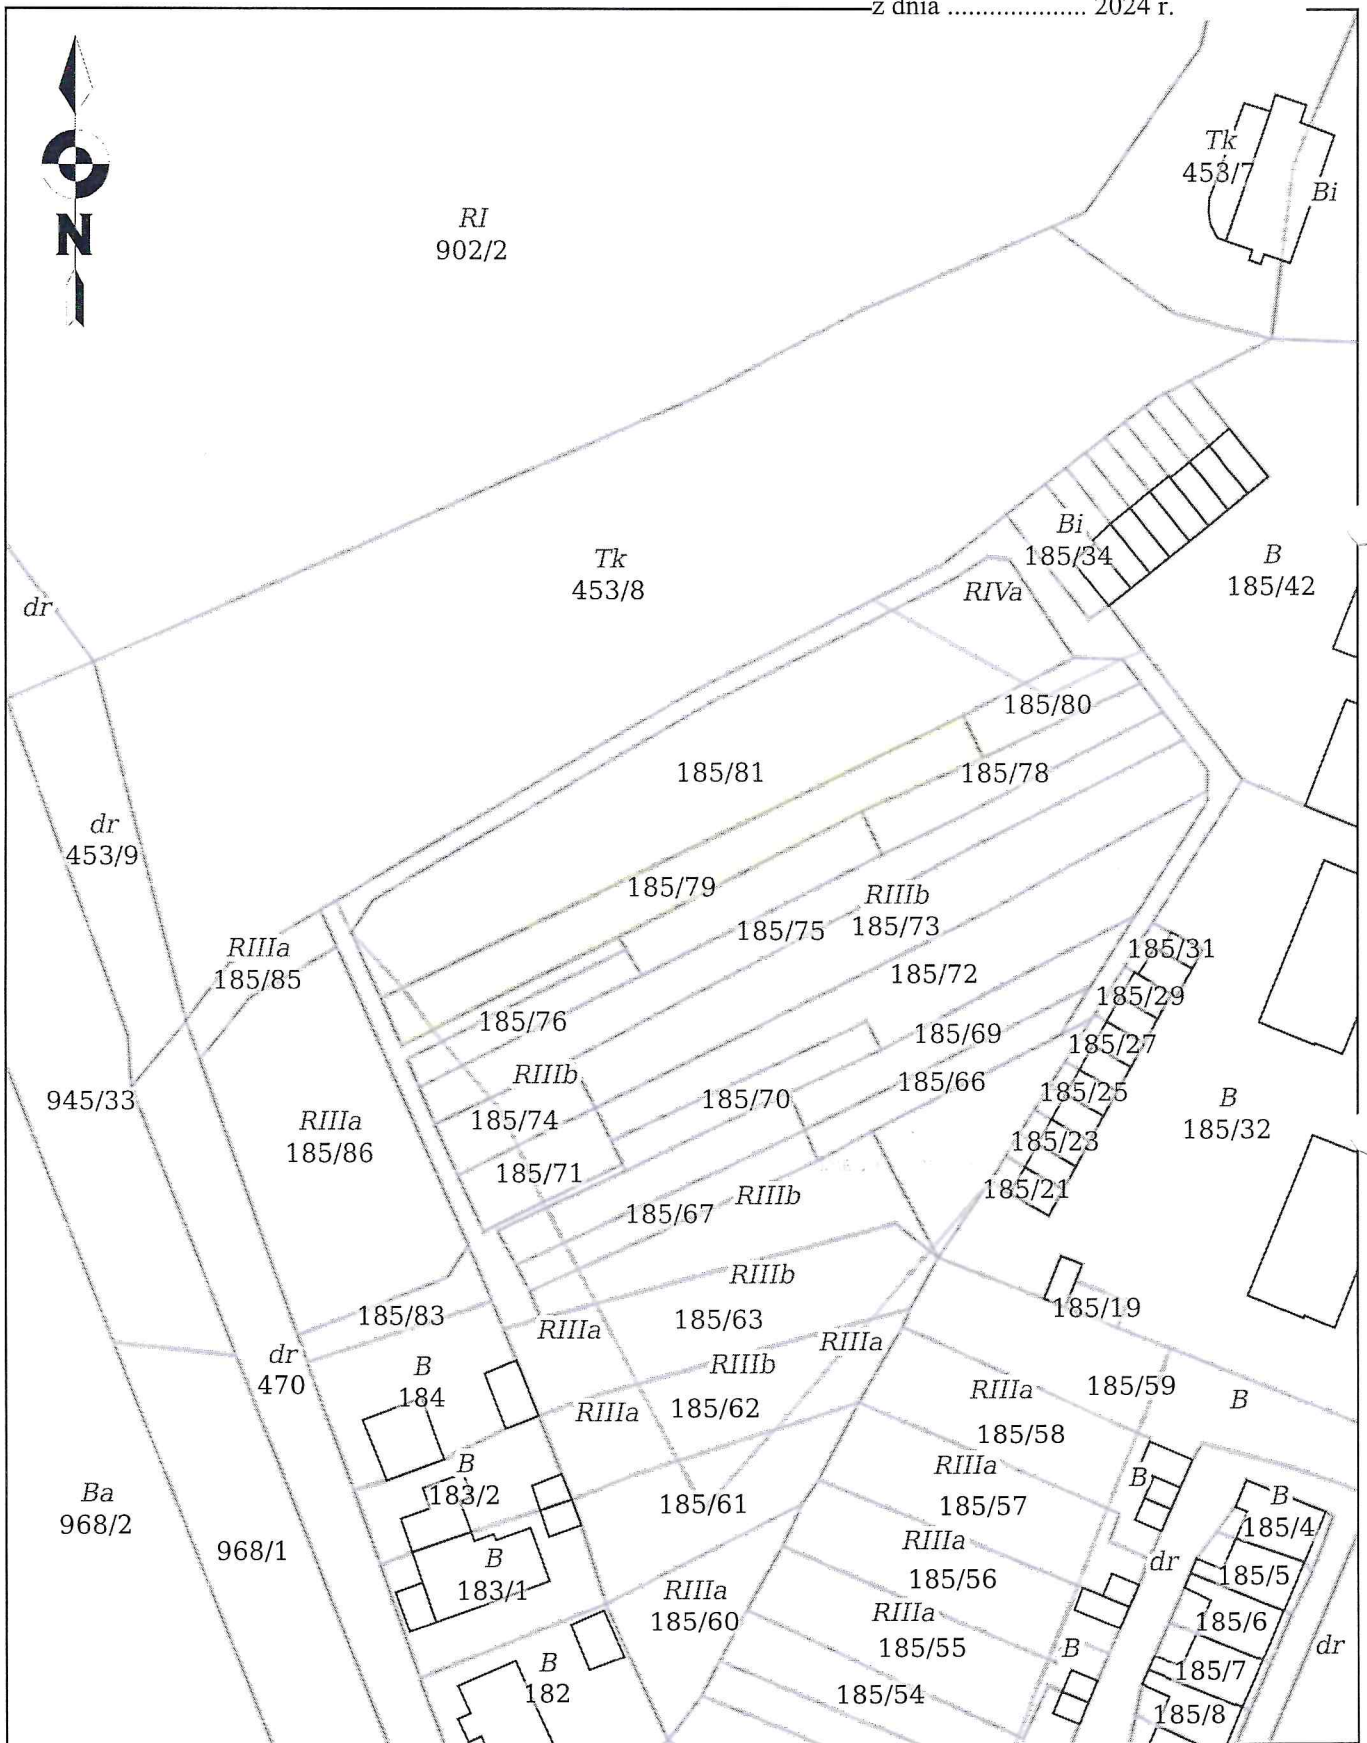 z dnia .................... 2024 r.
Tk
453/7
Bi
N
RI
902/2
Bi
185/34
B
185/42
Tk
453/8
RIVa
dr
185/80
185/81
185/78
dr
453/9
185/79
RIIIb
185/75 185/73
185/31
RIIIa
185/85
185/72
185/29
185/76
185/69
185/27
RIIIb
185/66
185/25
945/33
185/70
B
185/32
RIIIa
185/86
185/74
185/23
185/71
185/21
RIIIb
185/67
RIIIb
185/19
185/83
RIIIa
185/63
RIIIa
dr
470
B
184
RIIIb
RIIIa
185/59
B
RIIIa
185/62
185/58
B
183/2
RIIIa
B
B
185/4
Ba
968/2
185/61
185/57
968/1
RIIIa
dr
B
183/1
185/56
185/5
RIIIa
185/60
RIIIa
185/55
185/6
B
dr
B
182
185/7
185/54
185/8